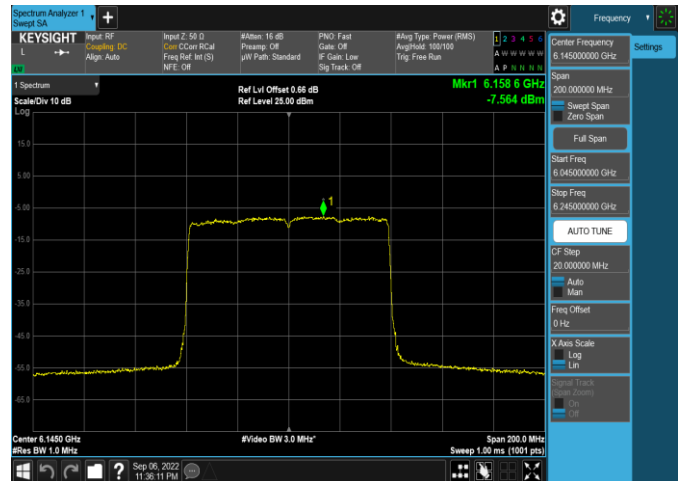 Spectrum Analyzer 1
Swept SA
+
Frequency
KEYSIGHT
L
LW
Input: RF
Coupling: DC
Align: Auto
Input Z: 50 Ω
Corr CCorr RCal
Freq Ref: Int (S)
NFE: Off
#Atten: 16 dB
Preamp: Off
µW Path: Standard
PNO: Fast
Gate: Off
IF Gain: Low
Sig Track: Off
#Avg Type: Power (RMS)
Avg|Hold: 100/100
Trig: Free Run
1 2 3 4 5 6
A W W W W W
A P N N N N
1 Spectrum
Scale/Div 10 dB
Log
Ref Lvl Offset 0.66 dB
Ref Level 25.00 dBm
Mkr1 6.158 6 GHz
-7.564 dBm
15.0
5.00
-5.00
-15.0
-25.0
-35.0
-45.0
-55.0
-65.0
1
Center 6.1450 GHz
#Res BW 1.0 MHz
#Video BW 3.0 MHz*
Span 200.0 MHz
Sweep 1.00 ms (1001 pts)
Center Frequency
6.145000000 GHz
Settings
Span
200.000000 MHz
Swept Span
Zero Span
Full Span
Start Freq
6.045000000 GHz
Stop Freq
6.245000000 GHz
AUTO TUNE
CF Step
20.000000 MHz
Auto
Man
Freq Offset
0 Hz
X Axis Scale
Log
Lin
Signal Track
(Span Zoom)
On
Off
?
Sep 06, 2022
11:36:11 PM